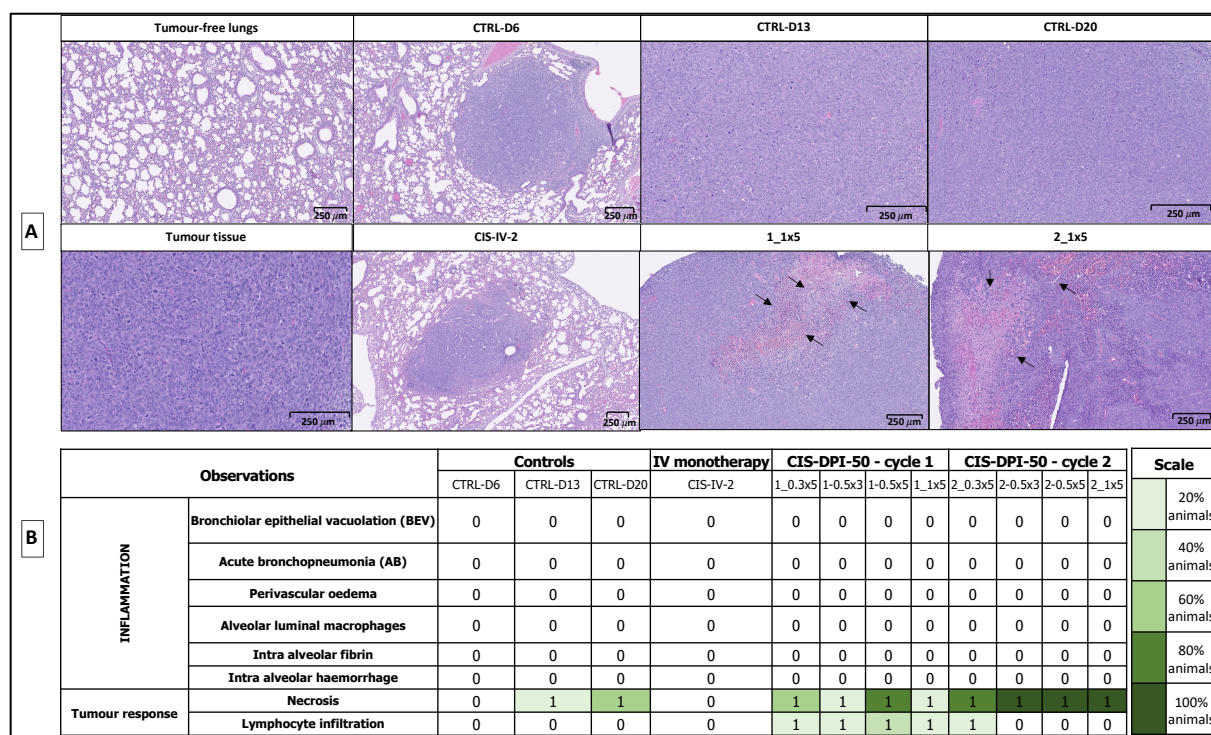 A
Tumour-free lungs
CTRL-D6
CTRL-D13
CTRL-D20
250 µm
250 µm
250 µm
250 µm
Tumour tissue
CIS-IV-2
1_1x5
2_1x5
250 µm
250 µm
250 µm
250 µm
B
Observations Controls IV monotherapy CIS-DPI-50 - cycle 1 CIS-DPI-50 - cycle 2
CTRL-D6 CTRL-D13 CTRL-D20 CIS-IV-2 1_0.3x5 1-0.5x3 1-0.5x5 1_1x5 2_0.3x5 2-0.5x3 2-0.5x5 2_1x5
INFLAMMATION
Bronchiolar epithelial vacuolation (BEV) 0 0 0 0 0 0 0 0 0 0 0 0
Acute bronchopneumonia (AB) 0 0 0 0 0 0 0 0 0 0 0 0
Perivascular oedema 0 0 0 0 0 0 0 0 0 0 0 0
Alveolar luminal macrophages 0 0 0 0 0 0 0 0 0 0 0 0
Intra alveolar fibrin 0 0 0 0 0 0 0 0 0 0 0 0
Intra alveolar haemorrhage 0 0 0 0 0 0 0 0 0 0 0 0
Tumour response
Necrosis 0 1 1 0 1 1 1 1 1 1 1 1
Lymphocyte infiltration 0 0 0 0 1 1 1 1 1 0 0 0
Scale
20%
animals
40%
animals
60%
animals
80%
animals
100%
animals